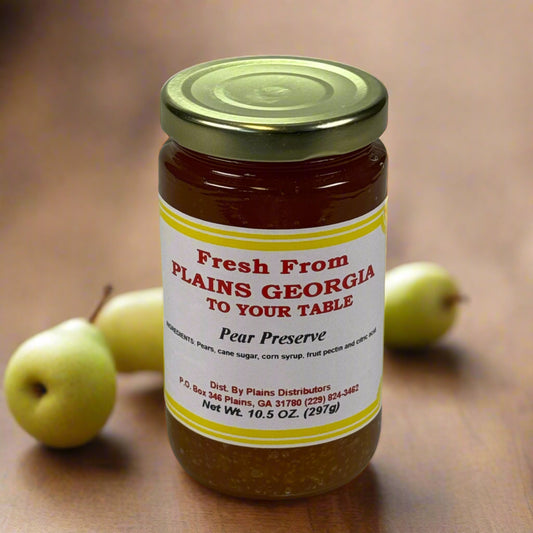 Fresh From
PLAINS GEORGIA
TO YOUR TABLE
Pear Preserve
INGREDIENTS: Pears, cane sugar, corn syrup, fruit pectin and citric acid.
Dist. By Plains Distributors
P.O. Box 346 Plains, GA 31780 (229) 824-3462
Net Wt. 10.5 OZ. (297g)